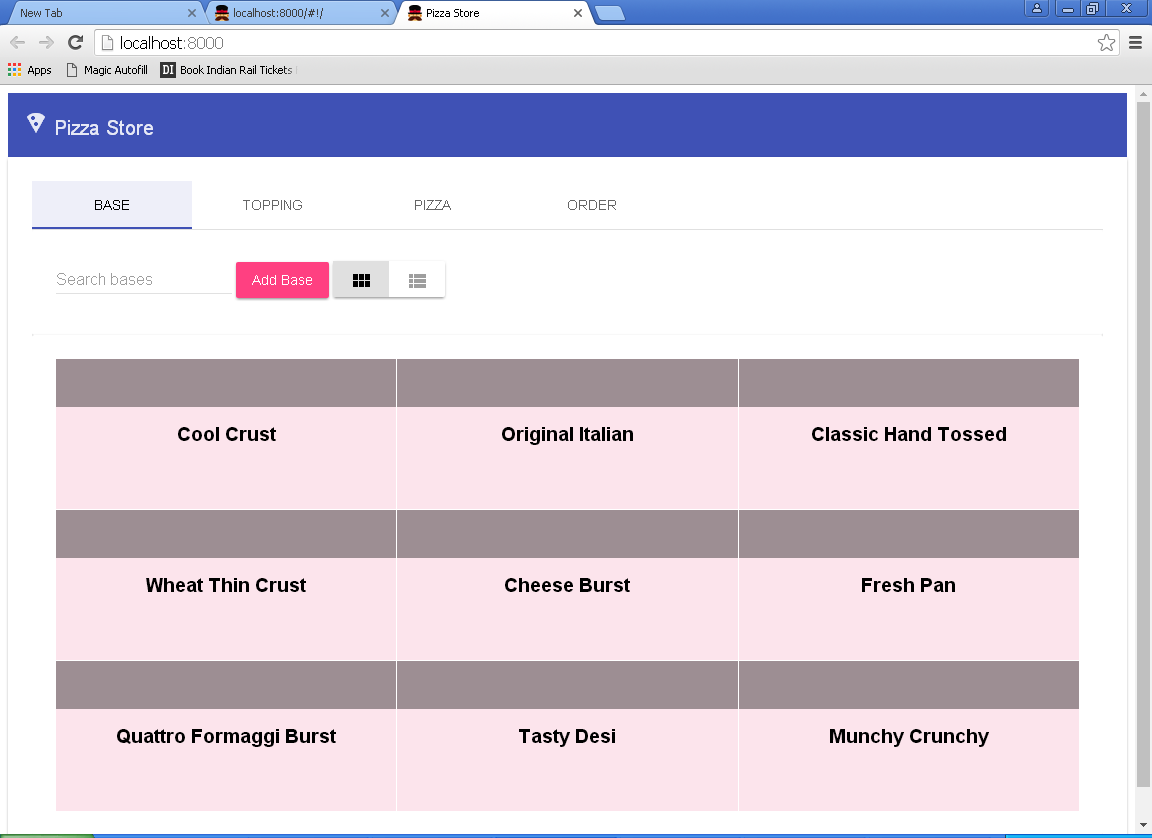 New Tab localhost:8000/#!/ Pizza Store
localhost:8000
Apps Magic Autofill DI Book Indian Rail Tickets
Pizza Store
BASE TOPPING PIZZA ORDER
Search bases Add Base
Cool Crust Original Italian Classic Hand Tossed
Wheat Thin Crust Cheese Burst Fresh Pan
Quattro Formaggi Burst Tasty Desi Munchy Crunchy